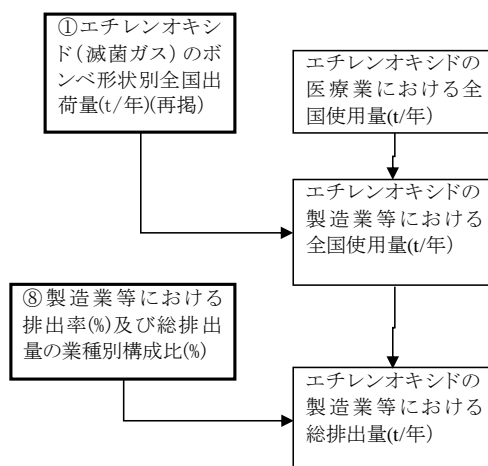 ①エチレンオキシ
ド(滅菌ガス)のボ
ンベ形状別全国出
荷量(t/年)(再掲)
エチレンオキシドの
医療業における全
国使用量(t/年)
エチレンオキシドの
製造業等における
全国使用量(t/年)
⑧製造業等における
排出率(%)及び総排出
量の業種別構成比(%)
エチレンオキシドの
製造業等における
総排出量(t/年)